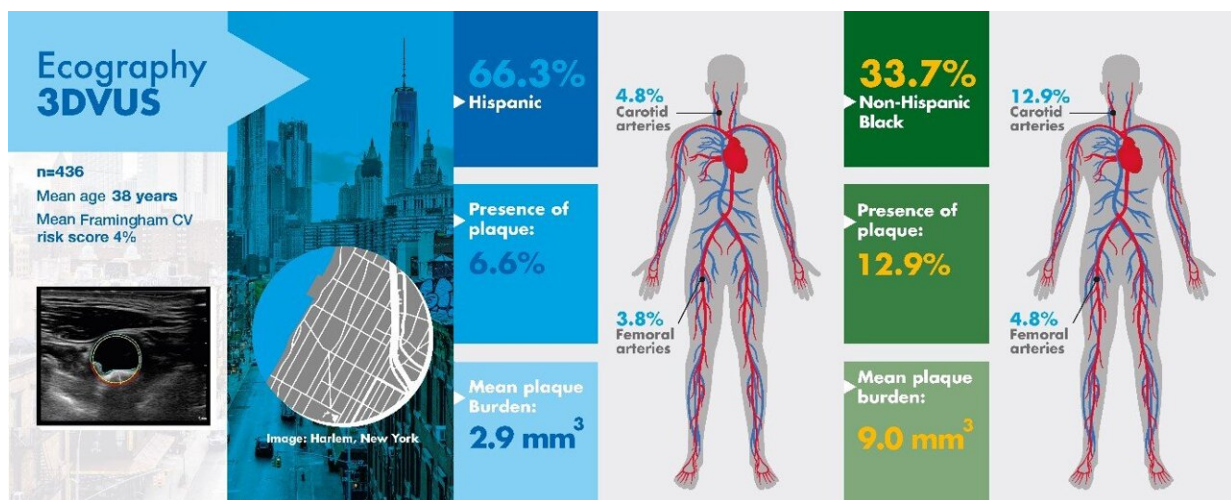 Ecography
3DVUS
n=436
Mean age 38 years
Mean Framingham CV
risk score 4%
Image: Harlem, New York
66.3%
Hispanic
Presence of
plaque:
6.6%
Mean plaque
Burden:
2.9 mm³
4.8%
Carotid
arteries
3.8%
Femoral
arteries
33.7%
Non-Hispanic
Black
Presence of
plaque:
12.9%
Mean plaque
burden:
9.0 mm³
12.9%
Carotid
arteries
4.8%
Femoral
arteries